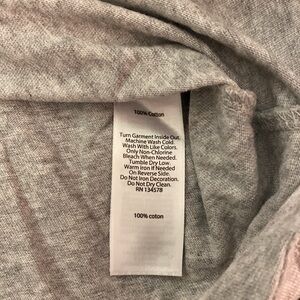 100% Cotton
Turn Garment Inside Out.
Machine Wash Cold.
Wash With Like Colors.
Only Non-Chlorine
Bleach When Needed.
Tumble Dry Low.
Warm Iron If Needed
On Reverse Side.
Do Not Iron Decoration.
Do Not Dry Clean.
RN 134578
100% coton